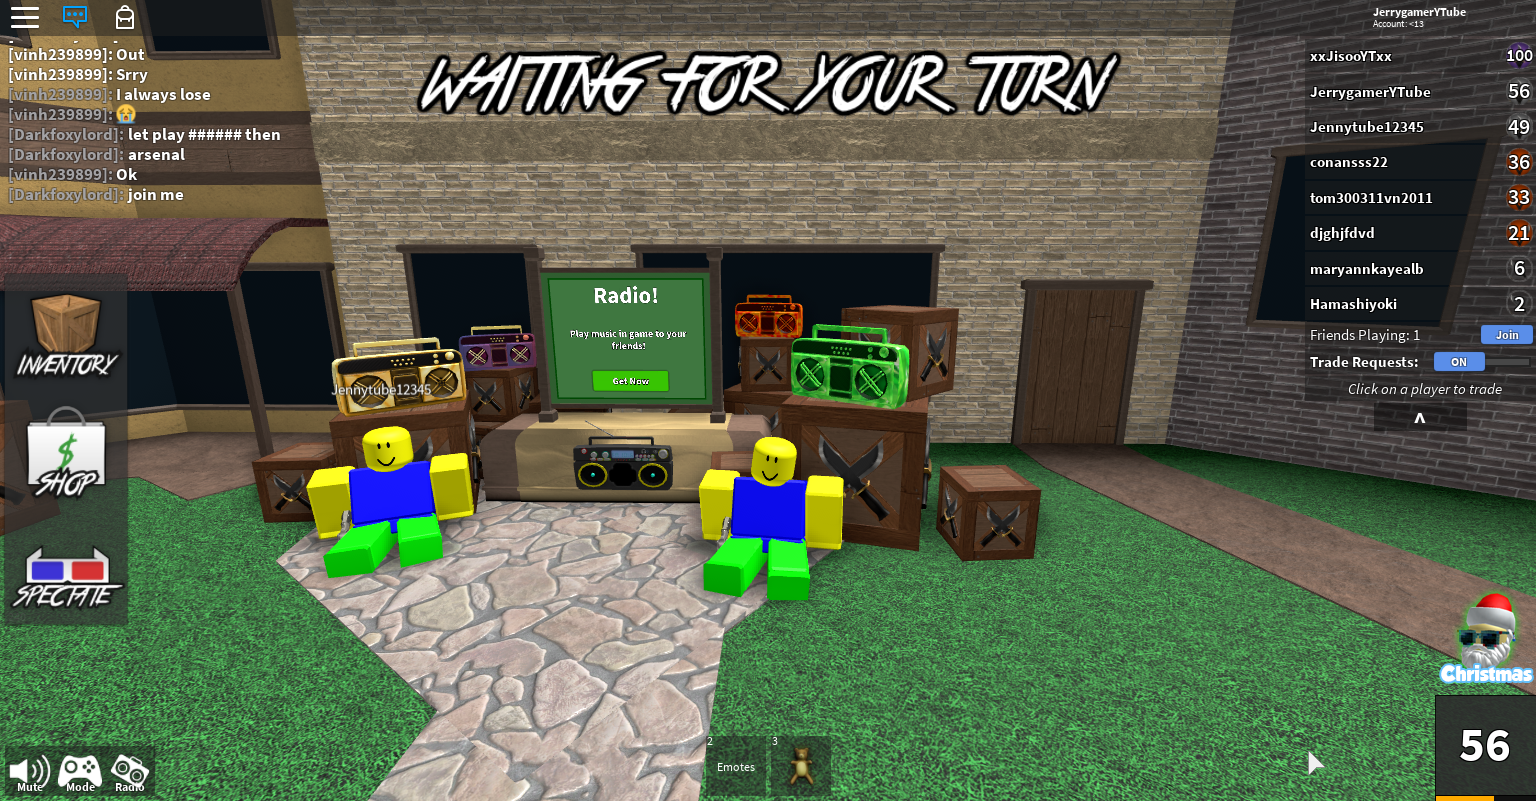 [vinh239899]: Out
[vinh239899]: Srry
[vinh239899]: I always lose
[vinh239899]: 😭
[Darkfoxylord]: let play ###### then
[Darkfoxylord]: arsenal
[vinh239899]: Ok
[Darkfoxylord]: join me
WAITING FOR YOUR TURN
JerrygamerYTube
Account: <13
xxJisooYTxx 100
JerrygamerYTube 56
Jennytube12345 49
conansss22 36
tom300311vn2011 33
djghjfdvd 21
maryannkayealb 6
Hamashiyoki 2
Friends Playing: 1 Join
Trade Requests: ON
Click on a player to trade
INVENTORY
SHOP
SPECTATE
Radio!
Play music in game to your
friends!
Get Now
Jennytube12345
Christmas
56
Mute Mode Radio
2
Emotes
3